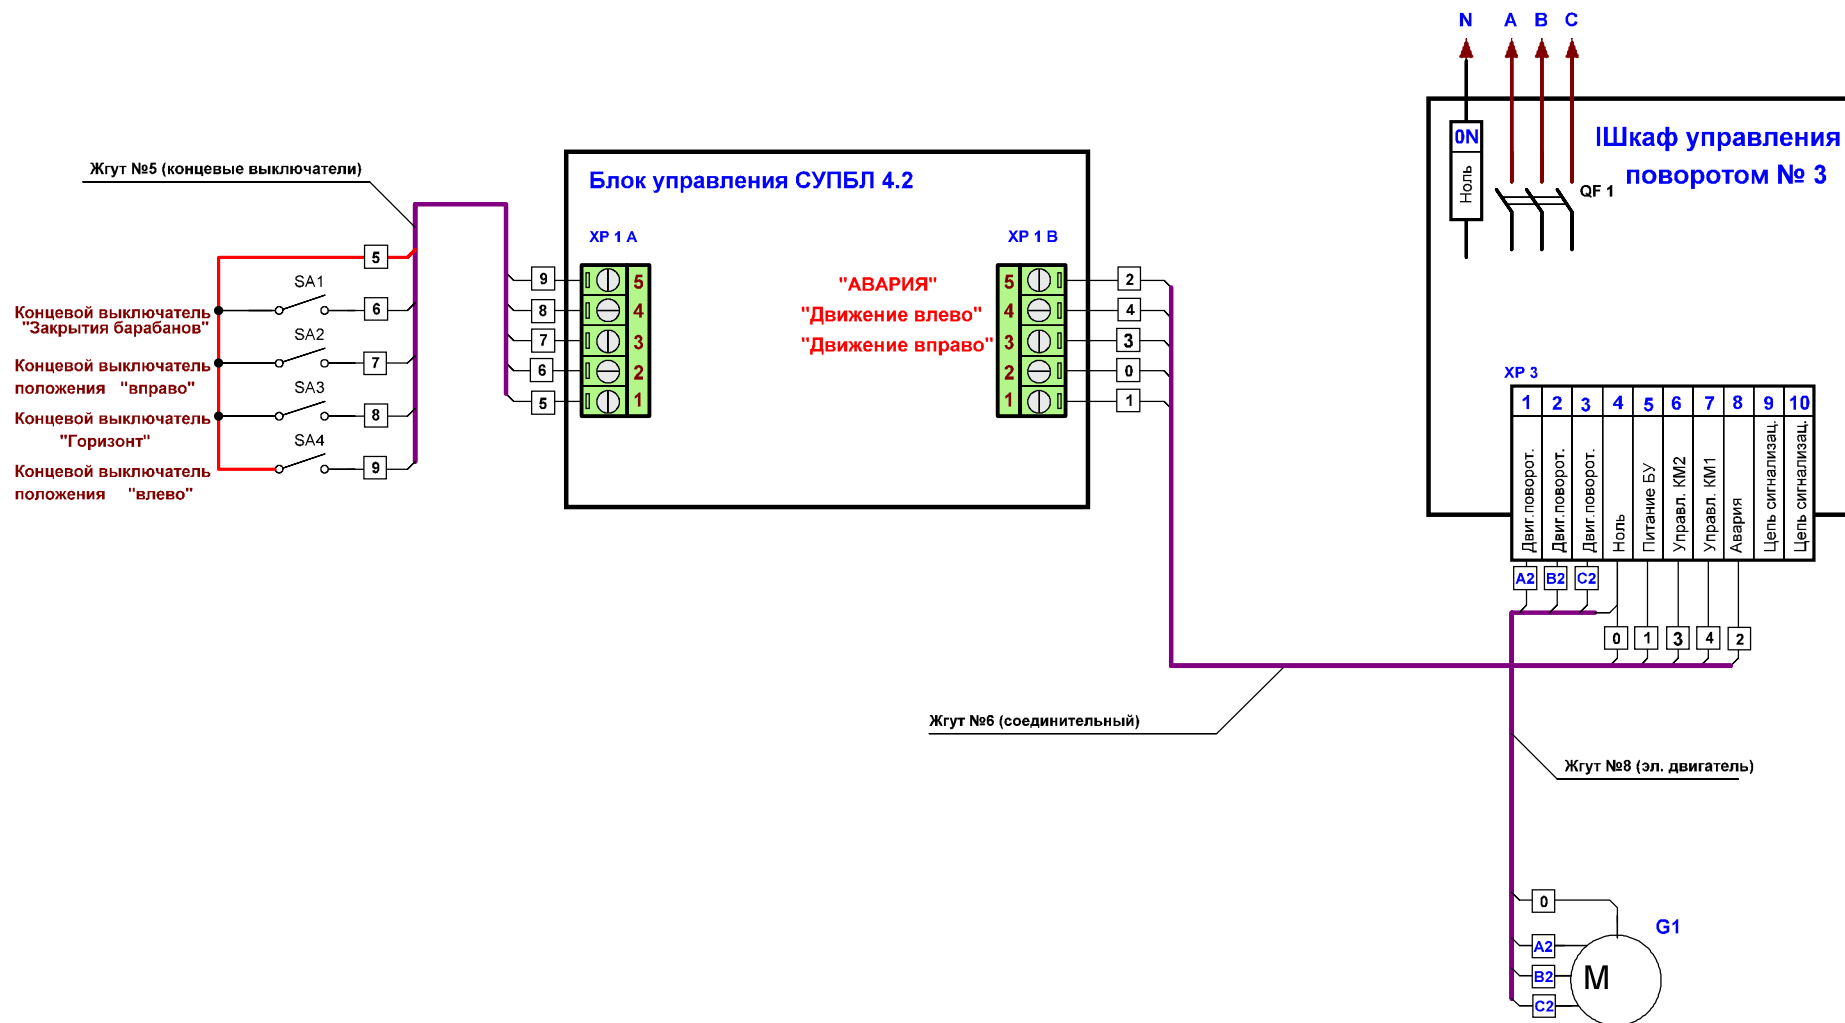 N A B C
0N
Ноль
IШкаф управления
поворотом № 3
QF 1
Жгут №5 (концевые выключатели)
Блок управления СУПБЛ 4.2
XP 1 A
XP 1 B
5
SA1
6
Концевой выключатель
"Закрытия барабанов"
SA2
7
Концевой выключатель
положения "вправо"
SA3
8
Концевой выключатель
"Горизонт"
SA4
9
Концевой выключатель
положения "влево"
9 5
8 4
7 3
6 2
5 1
"АВАРИЯ" 5 2
"Движение влево" 4 4
"Движение вправо" 3 3
2 0
1 1
XP 3
1 2 3 4 5 6 7 8 9 10
Двиг.поворот.
Двиг.поворот.
Двиг.поворот.
Ноль
Питание БУ
Управл. КМ2
Управл. КМ1
Авария
Цепь сигнализац.
Цепь сигнализац.
A2 B2 C2
0 1 3 4 2
Жгут №6 (соединительный)
Жгут №8 (эл. двигатель)
0
G1
A2
B2
C2
M